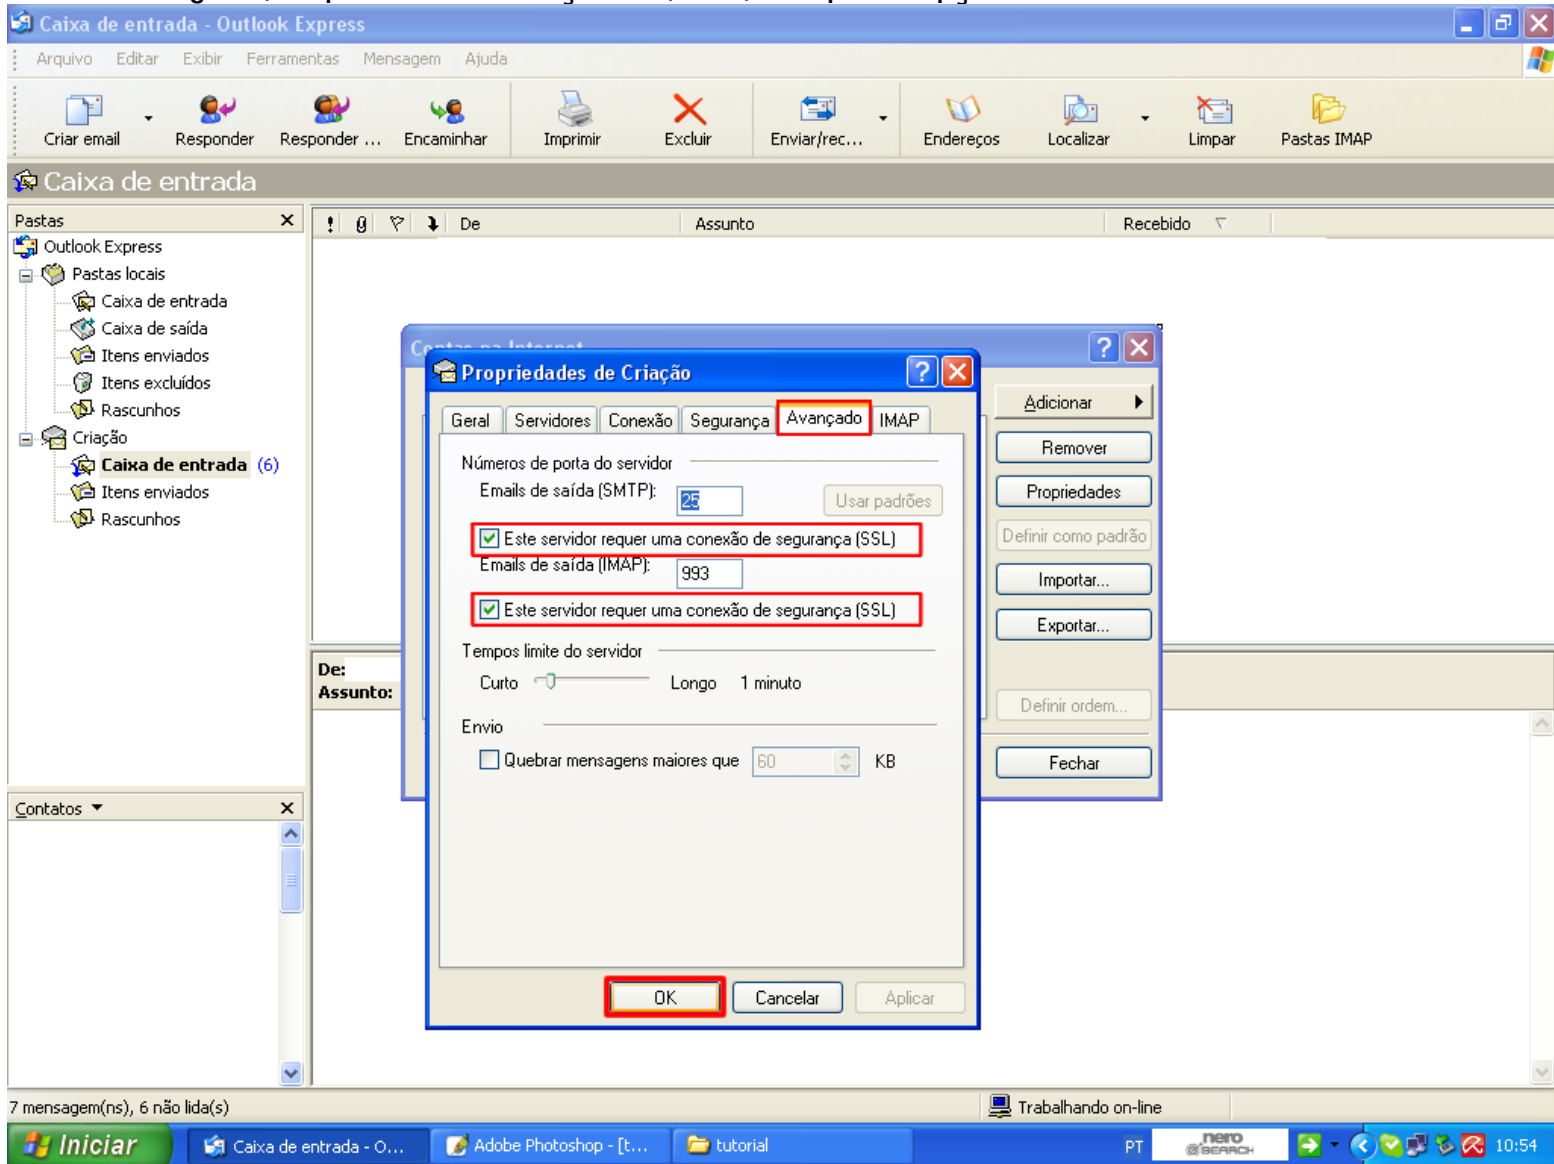 Caixa de entrada - Outlook Express
Arquivo Editar Exibir Ferramentas Mensagem Ajuda
Criar email Responder Responder ... Encaminhar Imprimir Excluir Enviar/rec... Endereços Localizar Limpar Pastas IMAP
Caixa de entrada
Pastas
De Assunto Recebido
Outlook Express
Pastas locais
Caixa de entrada
Caixa de saída
Itens enviados
Itens excluídos
Rascunhos
Criação
Caixa de entrada (6)
Itens enviados
Rascunhos
Contatos
De:
Assunto:
Contas na Internet
Adicionar
Remover
Propriedades
Definir como padrão
Importar...
Exportar...
Definir ordem...
Fechar
Propriedades de Criação
Geral Servidores Conexão Segurança Avançado IMAP
Números de porta do servidor
Emails de saída (SMTP): 25 Usar padrões
Este servidor requer uma conexão de segurança (SSL)
Emails de saída (IMAP): 993
Este servidor requer uma conexão de segurança (SSL)
Tempos limite do servidor
Curto Longo 1 minuto
Envio
Quebrar mensagens maiores que 60 KB
OK Cancelar Aplicar
7 mensagem(ns), 6 não lida(s) Trabalhando on-line
Iniciar Caixa de entrada - O... Adobe Photoshop - [t... tutorial PT nero SEARCH 10:54